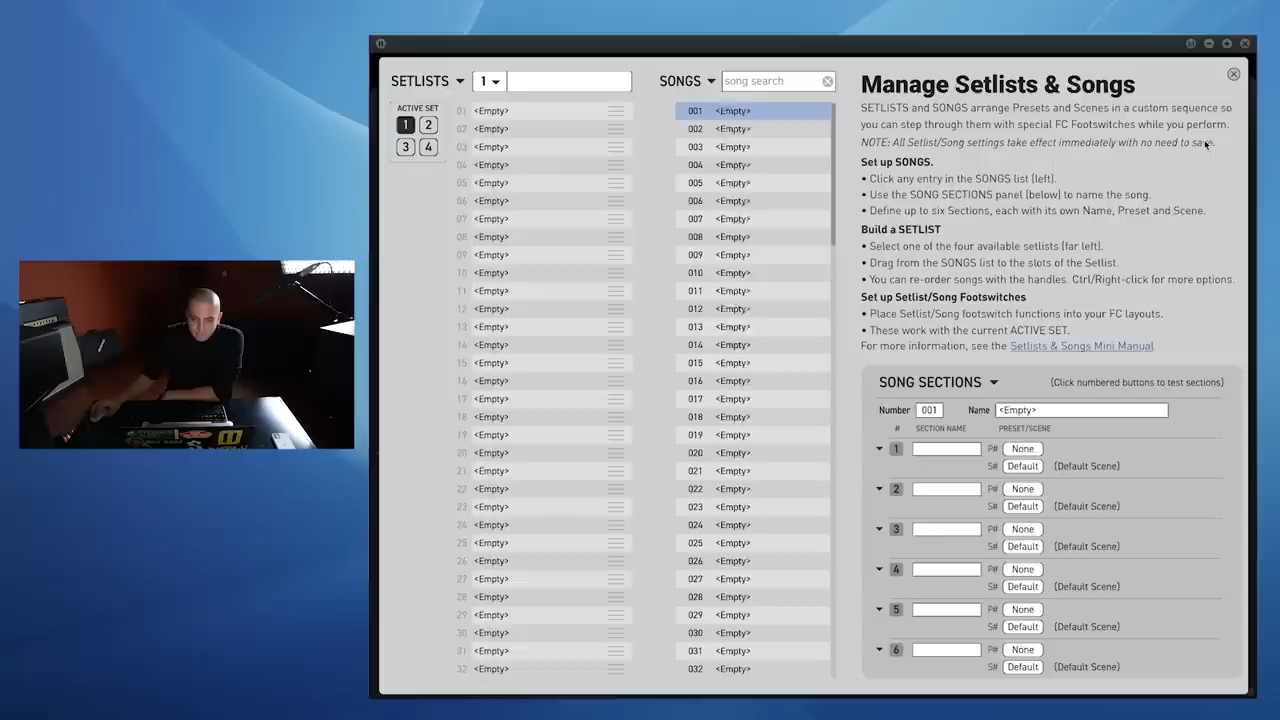 SETLISTS
1
SONGS
song search
ACTIVE SET
1 2
3 4
01 <Empty>
02 <Empty>
03 <Empty>
04 <Empty>
05 <Empty>
06 <Empty>
07 <Empty>
08 <Empty>
09 <Empty>
10 <Empty>
11 <Empty>
12 <Empty>
13 <Empty>
14 <Empty>
15 <Empty>
16 <Empty>
17 <Empty>
18 <Empty>
19 <Empty>
20 <Empty>
21 <Empty>
22 <Empty>
23 <Empty>
24 <Empty>
25 <Empty>
26 <Empty>
27 <Empty>
28 <Empty>
29 <Empty>
30 <Empty>
31 <Empty>
32 <Empty>
001 <Empty>
002 <Empty>
003 <Empty>
004 <Empty>
005 <Empty>
006 <Empty>
007 <Empty>
008 <Empty>
009 <Empty>
010 <Empty>
011 <Empty>
012 <Empty>
013 <Empty>
014 <Empty>
015 <Empty>
016 <Empty>
017 <Empty>
018 <Empty>
019 <Empty>
020 <Empty>
021 <Empty>
022 <Empty>
023 <Empty>
024 <Empty>
025 <Empty>
026 <Empty>
027 <Empty>
028 <Empty>
029 <Empty>
030 <Empty>
031 <Empty>
032 <Empty>
Manage Setlists & Songs
SETLISTS and SONGS arrange Presets and Scenes in a custom sequence so
you can step through them with special FC Footswitches while you perform.
NOTE: All Setlist/Song settings take effect immediately with no need to save.
Set up SONGS.
• Click any entry in the SONGS list (left).
• Use the SONG SECTIONS panel (below) to name the song.
• Define up to six Sections, each with its own Name, Preset and Scene.
Build a SETLIST
• Select one of the four available setlists (far left).
• Drag from the SONGS list to the slots of the Setlist.
• You can re-order songs with the handles. Ctrl/Right-click for more options.
Set up Setlist/Song Footswitches
• Place Setlist/Song footswitch functions into your FC layouts.
• These work with the current ACTIVE SET.
For more information, see the Setlists & Songs Mini Manual
SONG SECTIONS (click numbered buttons to test sections)
Number 001 Name <Empty>
# SECTION NAME PRESET/SCENE
1 P# None
S# Default (Default Scene)
2 P# None
S# Default (Default Scene)
3 P# None
S# Default (Default Scene)
4 P# None
S# Default (Default Scene)
5 P# None
S# Default (Default Scene)
6 P# None
S# Default (Default Scene)